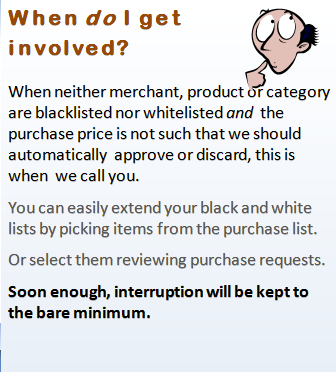 When do I get
involved?
When neither merchant, product or category
are blacklisted nor whitelisted and the
purchase price is not such that we should
automatically approve or discard, this is
when we call you.
You can easily extend your black and white
lists by picking items from the purchase list.
Or select them reviewing purchase requests.
Soon enough, interruption will be kept to
the bare minimum.